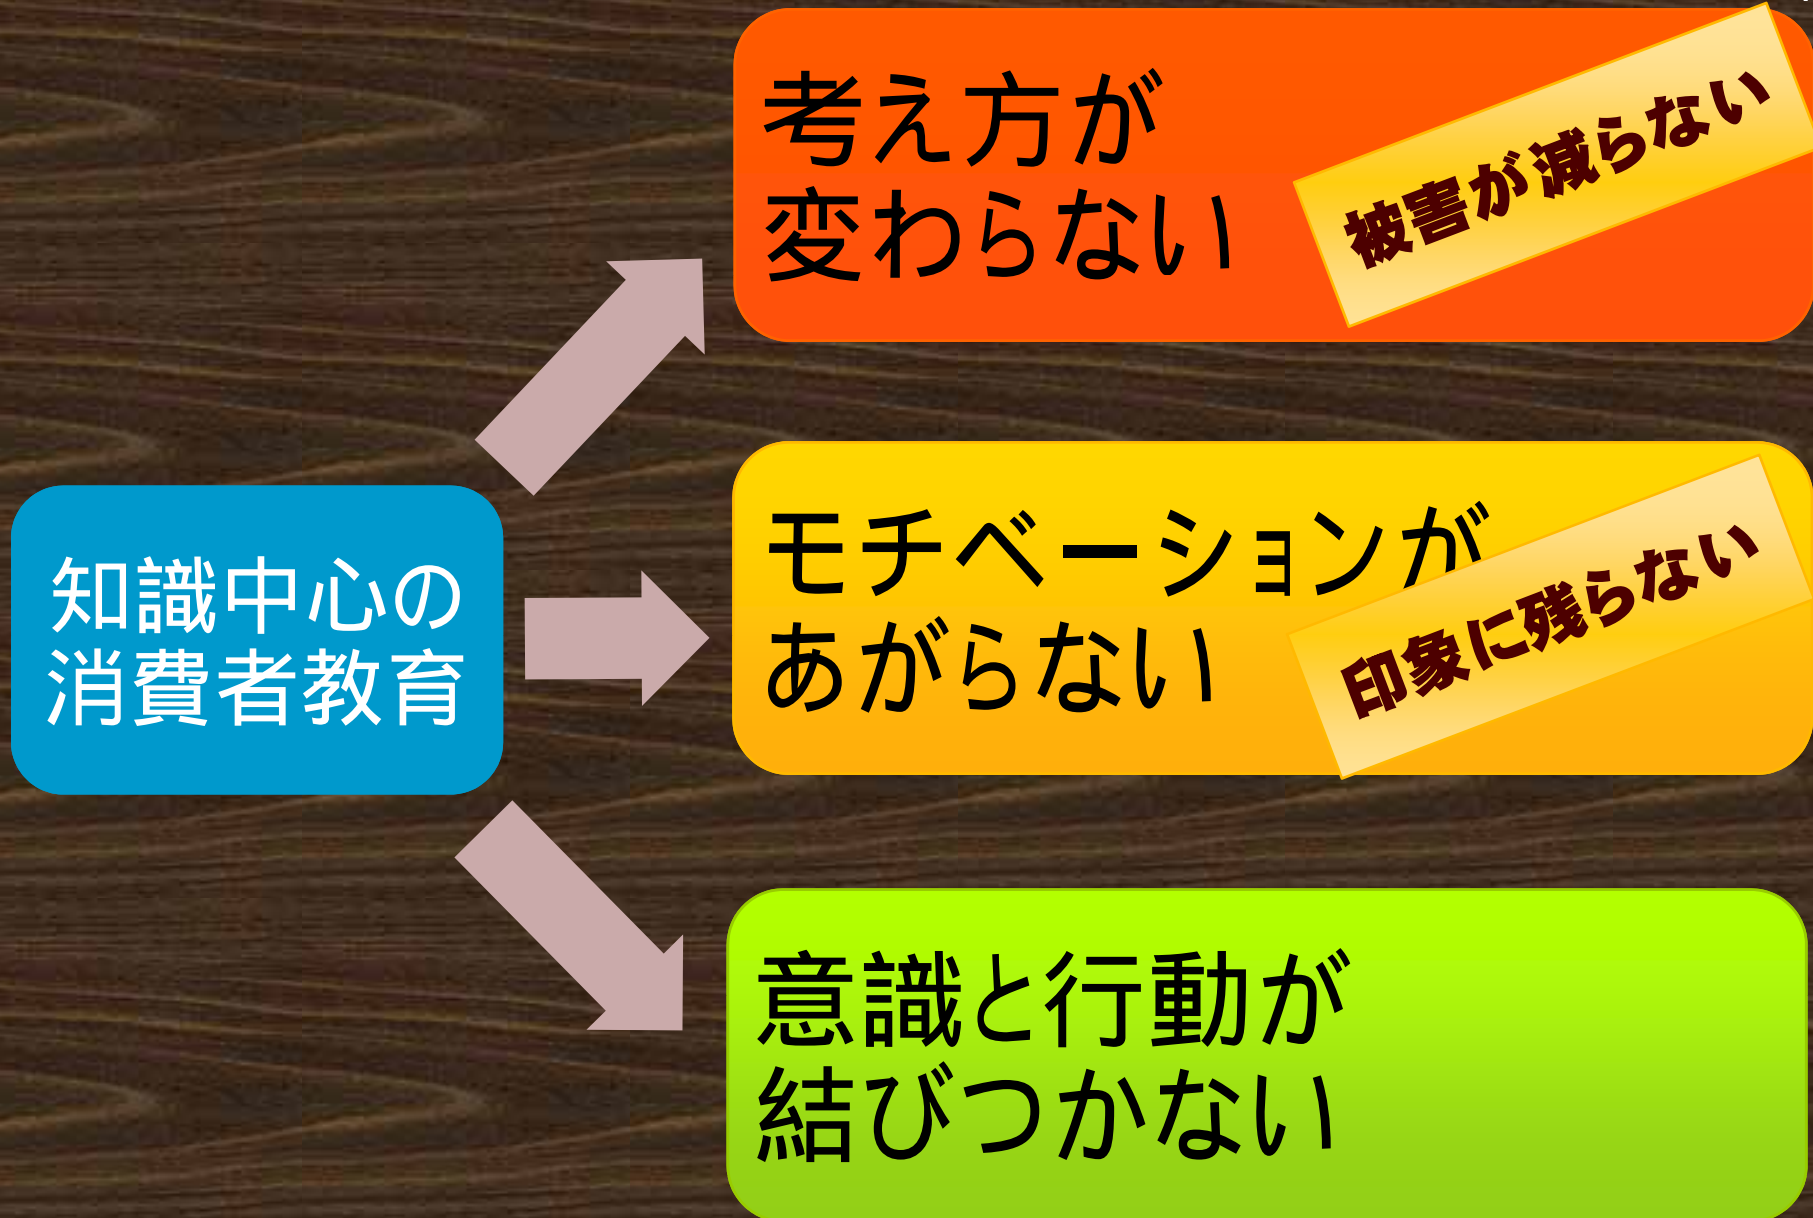 知識中心の
消費者教育
考え方が
変わらない
被害が減らない
モチベーションが
あがらない
印象に残らない
意識と行動が
結びつかない